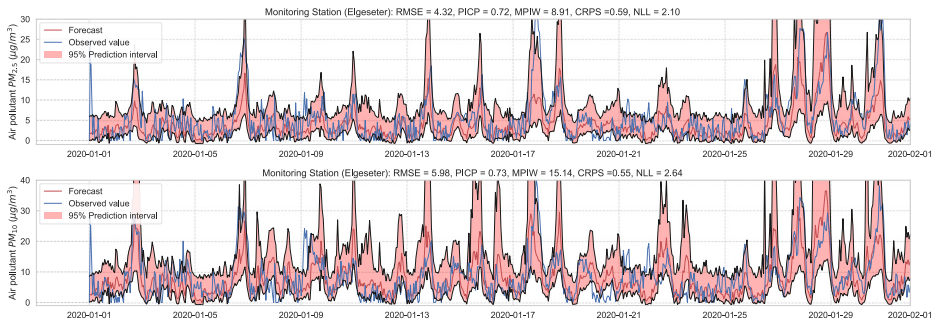 Monitoring Station (Elgeseter): RMSE = 4.32, PICP = 0.72, MPIW = 8.91, CRPS =0.59, NLL = 2.10
Air pollutant PM2.5 (μg/m³)
30
25
20
15
10
5
0
Forecast
Observed value
95% Prediction interval
2020-01-01 2020-01-05 2020-01-09 2020-01-13 2020-01-17 2020-01-21 2020-01-25 2020-01-29 2020-02-01
Monitoring Station (Elgeseter): RMSE = 5.98, PICP = 0.73, MPIW = 15.14, CRPS =0.55, NLL = 2.64
Air pollutant PM10 (μg/m³)
40
30
20
10
0
Forecast
Observed value
95% Prediction interval
2020-01-01 2020-01-05 2020-01-09 2020-01-13 2020-01-17 2020-01-21 2020-01-25 2020-01-29 2020-02-01